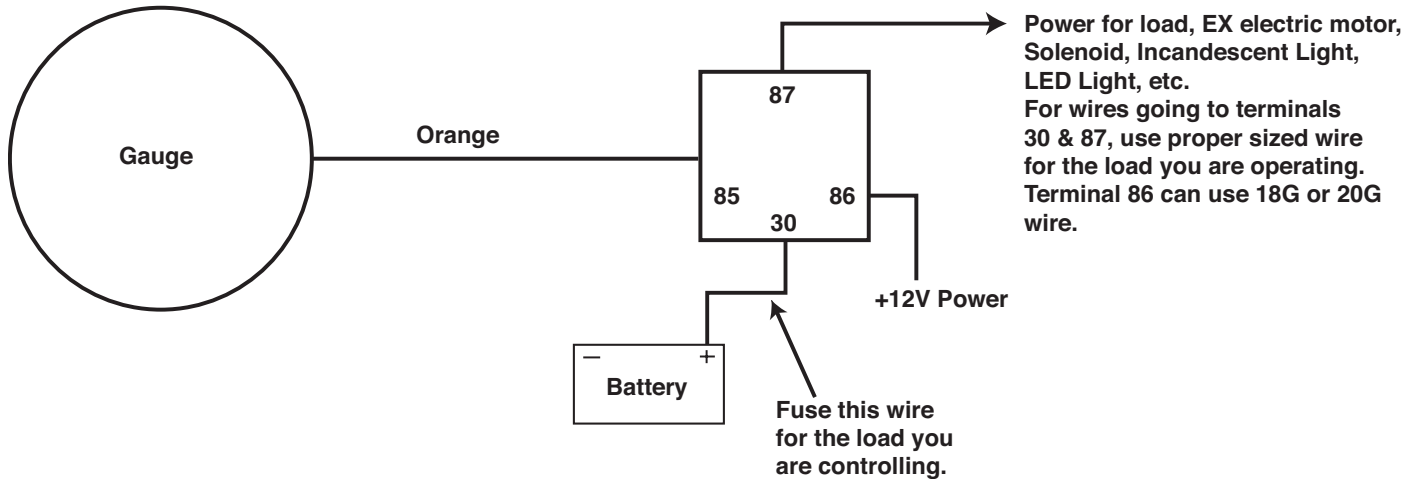 Gauge
Orange
87
85
86
30
Power for load, EX electric motor,
Solenoid, Incandescent Light,
LED Light, etc.
For wires going to terminals
30 & 87, use proper sized wire
for the load you are operating.
Terminal 86 can use 18G or 20G
wire.
+12V Power
— +
Battery
Fuse this wire
for the load you
are controlling.